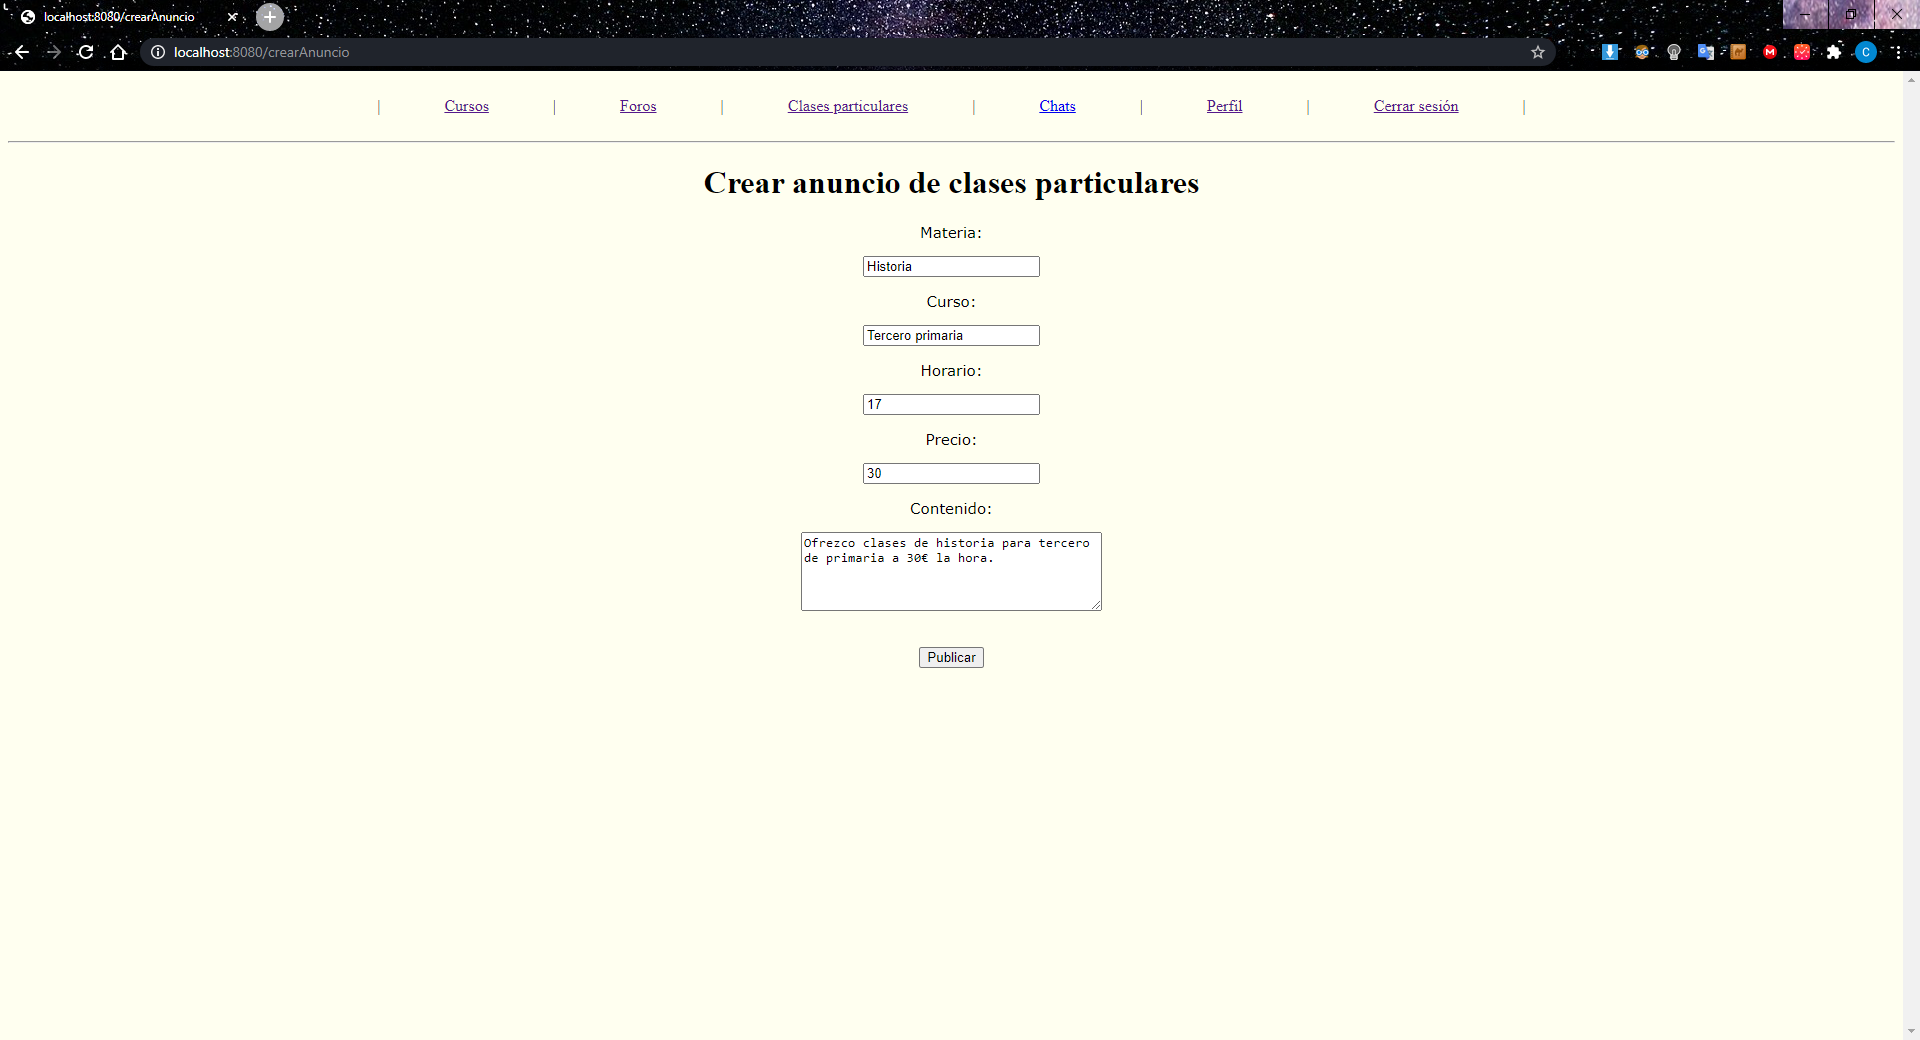 localhost:8080/crearAnuncio
localhost:8080/crearAnuncio
C
| Cursos | Foros | Clases particulares | Chats | Perfil | Cerrar sesión |
Crear anuncio de clases particulares
Materia:
Historia
Curso:
Tercero primaria
Horario:
17
Precio:
30
Contenido:
Ofrezco clases de historia para tercero
de primaria a 30€ la hora.
Publicar